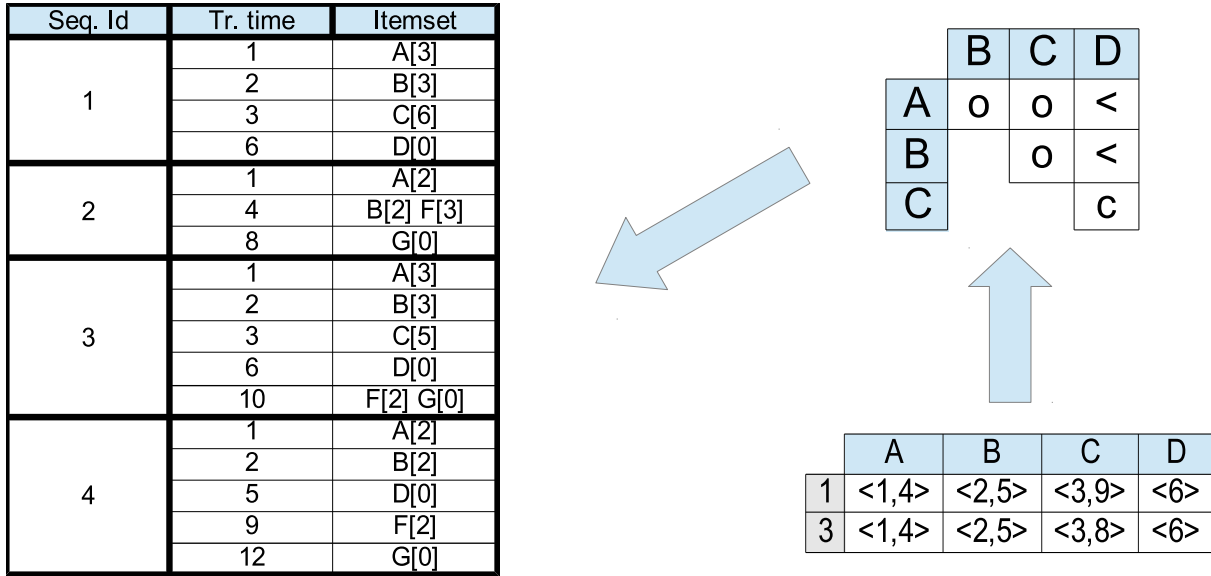 Seq. Id Tr. time Itemset
1
1 A[3]
2 B[3]
3 C[6]
6 D[0]
2
1 A[2]
4 B[2] F[3]
8 G[0]
3
1 A[3]
2 B[3]
3 C[5]
6 D[0]
10 F[2] G[0]
4
1 A[2]
2 B[2]
5 D[0]
9 F[2]
12 G[0]
B C D
A o o <
B o <
C c
A B C D
1 <1,4> <2,5> <3,9> <6>
3 <1,4> <2,5> <3,8> <6>